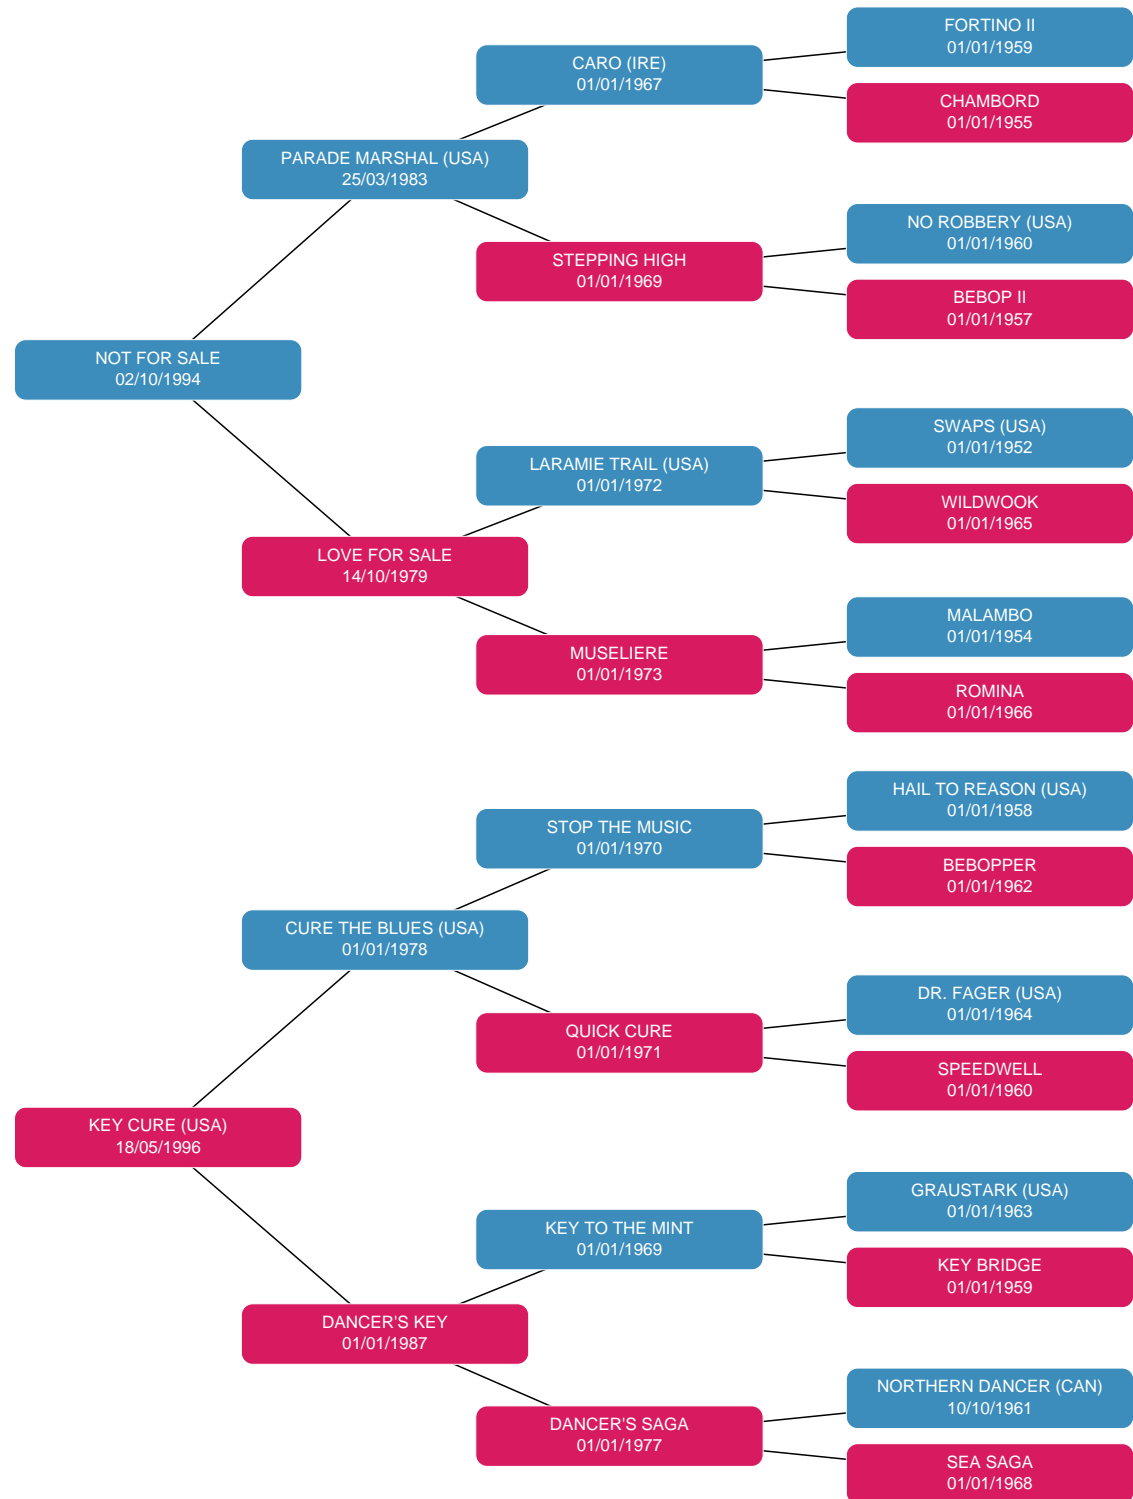 FORTINO II
01/01/1959
CARO (IRE)
01/01/1967
CHAMBORD
01/01/1955
PARADE MARSHAL (USA)
25/03/1983
NO ROBBERY (USA)
01/01/1960
STEPPING HIGH
01/01/1969
BEBOP II
01/01/1957
NOT FOR SALE
02/10/1994
SWAPS (USA)
01/01/1952
LARAMIE TRAIL (USA)
01/01/1972
WILDWOOK
01/01/1965
LOVE FOR SALE
14/10/1979
MALAMBO
01/01/1954
MUSELIERE
01/01/1973
ROMINA
01/01/1966
HAIL TO REASON (USA)
01/01/1958
STOP THE MUSIC
01/01/1970
BEBOPPER
01/01/1962
CURE THE BLUES (USA)
01/01/1978
DR. FAGER (USA)
01/01/1964
QUICK CURE
01/01/1971
SPEEDWELL
01/01/1960
KEY CURE (USA)
18/05/1996
GRAUSTARK (USA)
01/01/1963
KEY TO THE MINT
01/01/1969
KEY BRIDGE
01/01/1959
DANCER'S KEY
01/01/1987
NORTHERN DANCER (CAN)
10/10/1961
DANCER'S SAGA
01/01/1977
SEA SAGA
01/01/1968